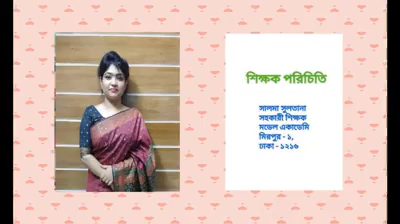 শিক্ষক পরিচিতি
সালমা সুলতানা
সহকারী শিক্ষক
মডেল একাডেমি
মিরপুর - ১,
ঢাকা - ১২১৬